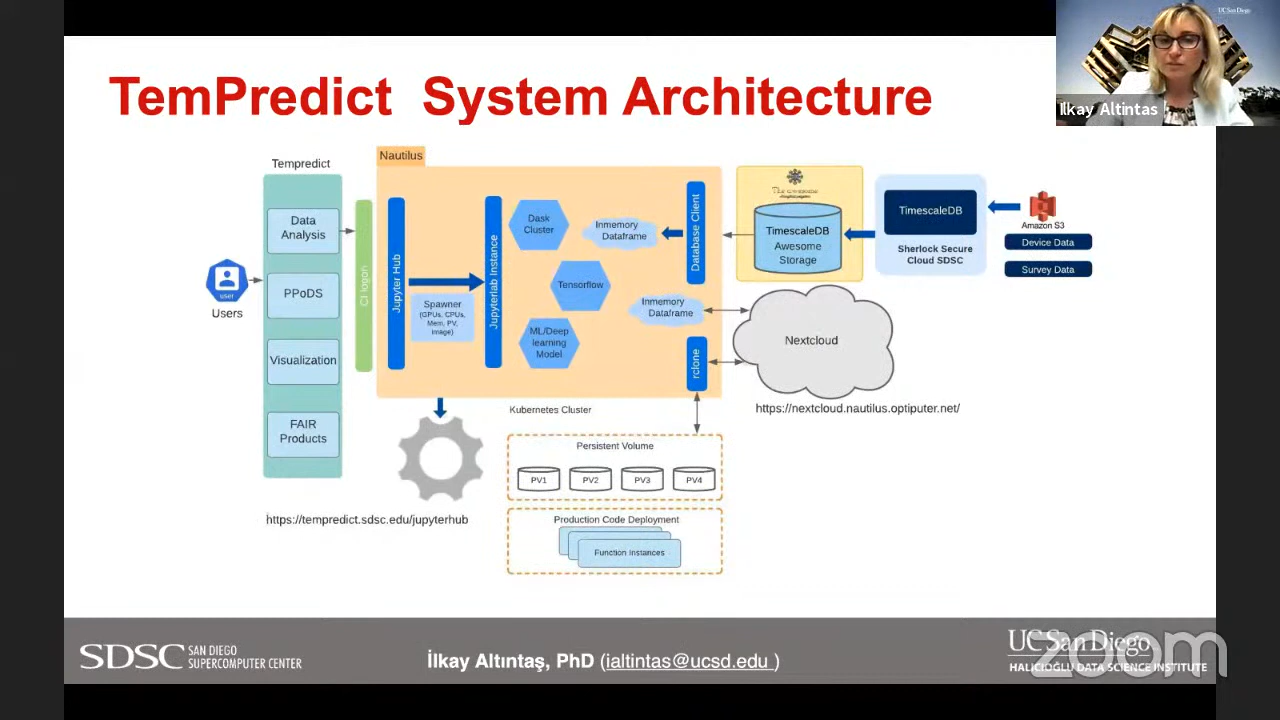 UC San Diego
Ilkay Altintas
TemPredict System Architecture
Tempredict
Data
Analysis
PPoDS
Visualization
FAIR
Products
user
Users
CI logon
Nautilus
Jupyter Hub
Spawner
(GPUs, CPUs,
Mem, PV,
Image)
Jupyterlab Instance
Dask
Cluster
Tensorflow
ML/Deep
learning
Model
Inmemory
Dataframe
Database Client
Inmemory
Dataframe
rclone
TimescaleDB
Awesome
Storage
TimescaleDB
Sherlock Secure
Cloud SDSC
Amazon S3
Device Data
Survey Data
Nextcloud
https://nextcloud.nautilus.optiputer.net/
Kubernetes Cluster
Persistent Volume
PV1
PV2
PV3
PV4
Production Code Deployment
Function Instances
https://tempredict.sdsc.edu/jupyterhub
SDSC
SAN DIEGO
SUPERCOMPUTER CENTER
İlkay Altıntaş, PhD (ialtintas@ucsd.edu )
UC San Diego
HALICIOĞLU DATA SCIENCE INSTITUTE
zoom